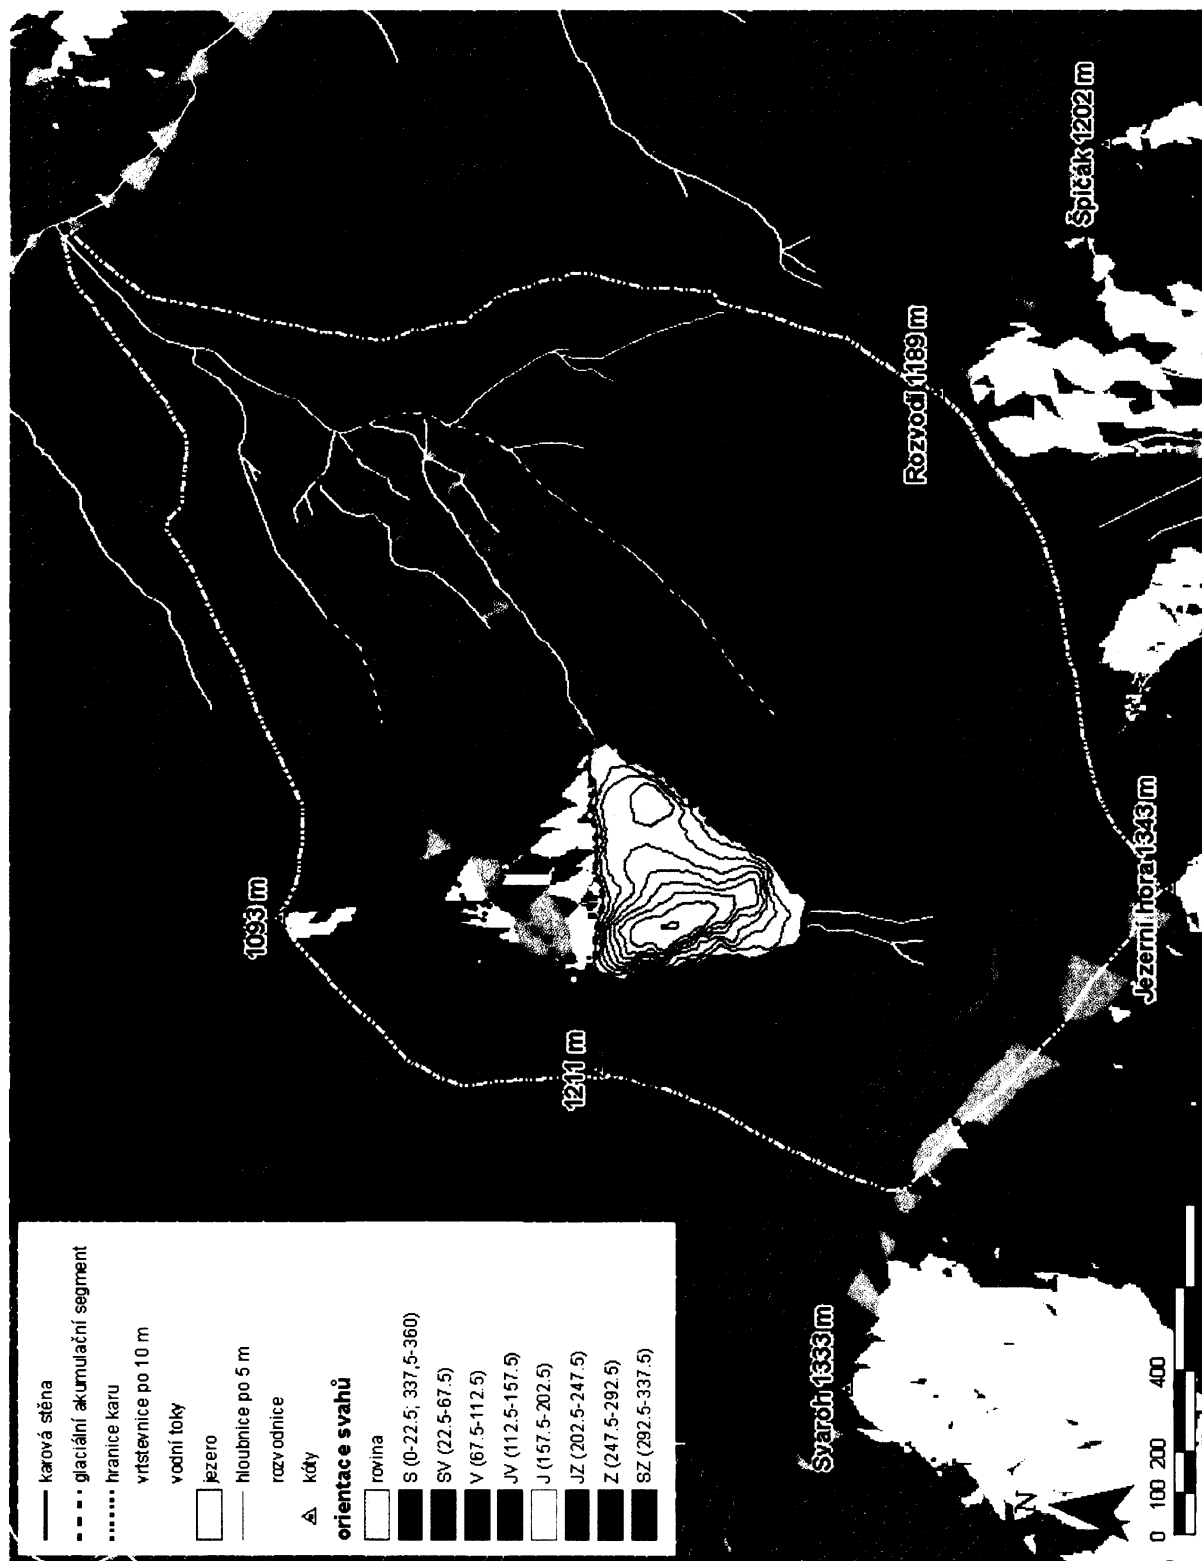 karová stěna
glaciální akumulační segment
hranice karu
vrtstevnice po 10 m
vodní toky
jezero
hloubnice po 5 m
rozvodnice
kóty
orientace svahů
rovina
S (0-22.5; 337,5-360)
SV (22.5-67.5)
V (67.5-112.5)
JV (112.5-157.5)
J (157.5-202.5)
JZ (202.5-247.5)
Z (247.5-292.5)
SZ (292.5-337.5)
1093 m
1211 m
Svaroh 1333 m
Jezerní hora 1343 m
Rozvodí 1189 m
Špičák 1202 m
N
0 100 200 400